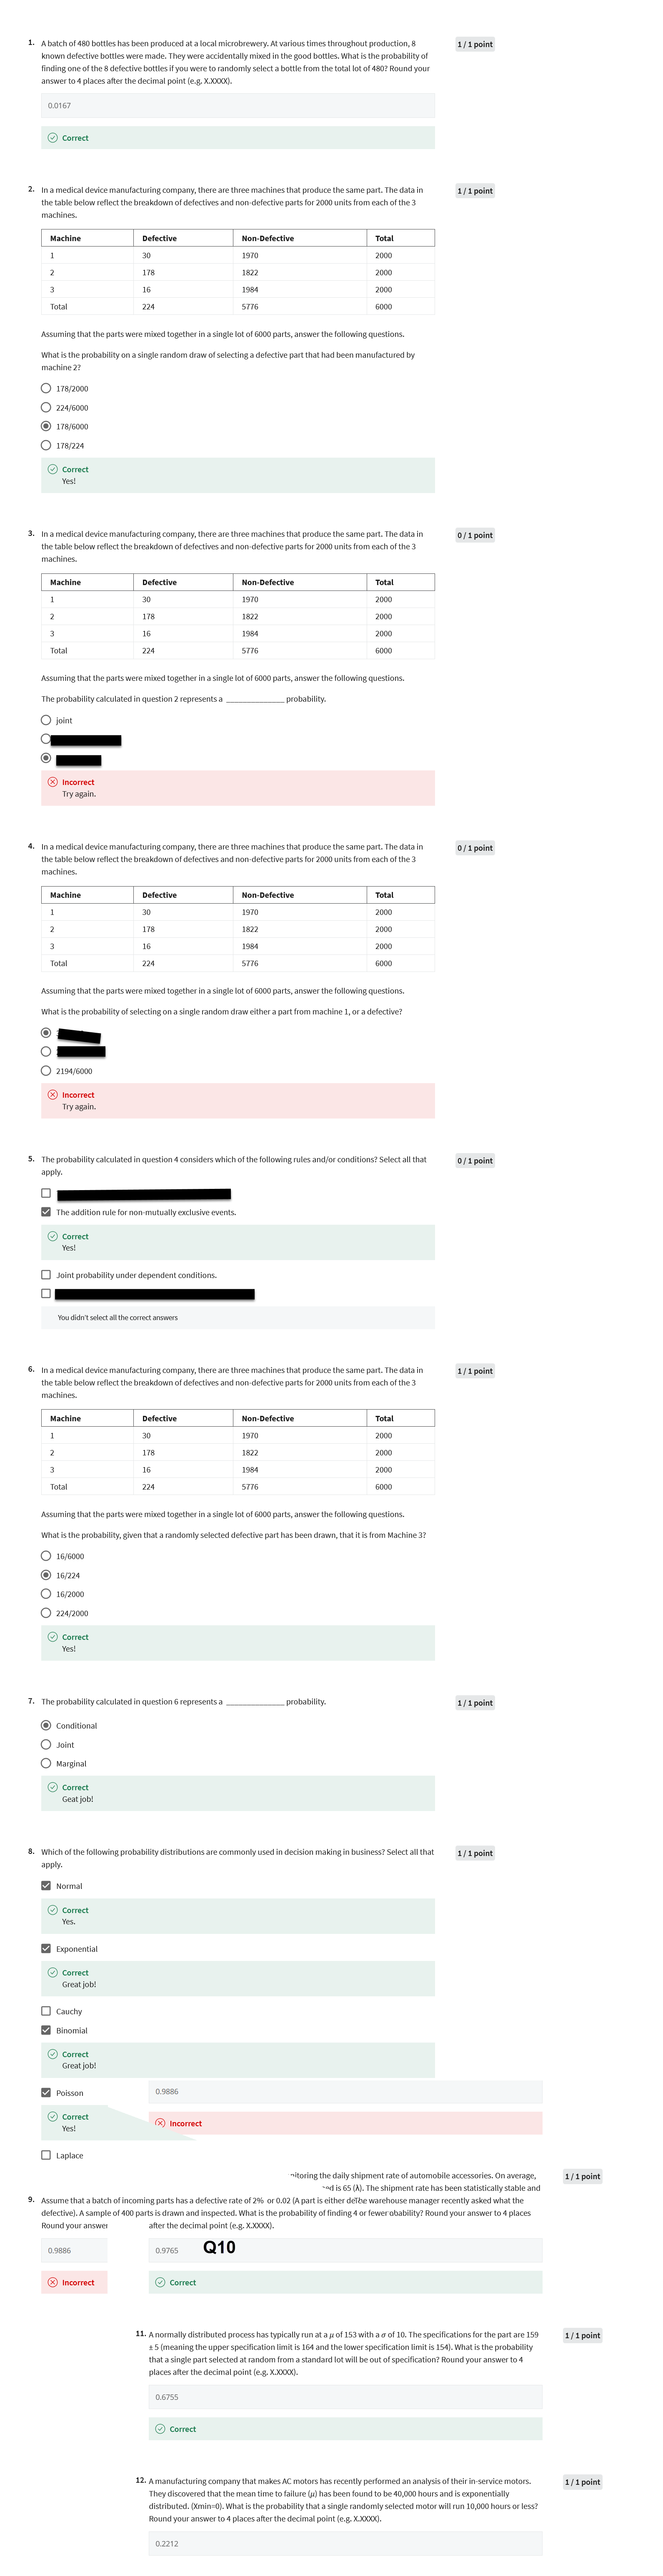 1. A batch of 480 bottles has been produced at a local microbrewery. At various times throughout production, 8
known defective bottles were made. They were accidentally mixed in the good bottles. What is the probability of
finding one of the 8 defective bottles if you were to randomly select a bottle from the total lot of 480? Round your
answer to 4 places after the decimal point (e.g. X.XXXX).
1 / 1 point
0.0167
Correct
2. In a medical device manufacturing company, there are three machines that produce the same part. The data in
the table below reflect the breakdown of defectives and non-defective parts for 2000 units from each of the 3
machines.
1 / 1 point
Machine Defective Non-Defective Total
1 30 1970 2000
2 178 1822 2000
3 16 1984 2000
Total 224 5776 6000
Assuming that the parts were mixed together in a single lot of 6000 parts, answer the following questions.
What is the probability on a single random draw of selecting a defective part that had been manufactured by
machine 2?
178/2000
224/6000
178/6000
178/224
Correct
Yes!
3. In a medical device manufacturing company, there are three machines that produce the same part. The data in
the table below reflect the breakdown of defectives and non-defective parts for 2000 units from each of the 3
machines.
0 / 1 point
Machine Defective Non-Defective Total
1 30 1970 2000
2 178 1822 2000
3 16 1984 2000
Total 224 5776 6000
Assuming that the parts were mixed together in a single lot of 6000 parts, answer the following questions.
The probability calculated in question 2 represents a ______________ probability.
joint
Incorrect
Try again.
4. In a medical device manufacturing company, there are three machines that produce the same part. The data in
the table below reflect the breakdown of defectives and non-defective parts for 2000 units from each of the 3
machines.
0 / 1 point
Machine Defective Non-Defective Total
1 30 1970 2000
2 178 1822 2000
3 16 1984 2000
Total 224 5776 6000
Assuming that the parts were mixed together in a single lot of 6000 parts, answer the following questions.
What is the probability of selecting on a single random draw either a part from machine 1, or a defective?
2194/6000
Incorrect
Try again.
5. The probability calculated in question 4 considers which of the following rules and/or conditions? Select all that
apply.
0 / 1 point
The addition rule for non-mutually exclusive events.
Correct
Yes!
Joint probability under dependent conditions.
You didn't select all the correct answers
6. In a medical device manufacturing company, there are three machines that produce the same part. The data in
the table below reflect the breakdown of defectives and non-defective parts for 2000 units from each of the 3
machines.
1 / 1 point
Machine Defective Non-Defective Total
1 30 1970 2000
2 178 1822 2000
3 16 1984 2000
Total 224 5776 6000
Assuming that the parts were mixed together in a single lot of 6000 parts, answer the following questions.
What is the probability, given that a randomly selected defective part has been drawn, that it is from Machine 3?
16/6000
16/224
16/2000
224/2000
Correct
Yes!
7. The probability calculated in question 6 represents a ______________ probability.
1 / 1 point
Conditional
Joint
Marginal
Correct
Geat job!
8. Which of the following probability distributions are commonly used in decision making in business? Select all that
apply.
1 / 1 point
Normal
Correct
Yes.
Exponential
Correct
Great job!
Cauchy
Binomial
Correct
Great job!
Poisson
0.9886
Correct
Yes!
Incorrect
Laplace
itoring the daily shipment rate of automobile accessories. On average,
1 / 1 point
ed is 65 (λ). The shipment rate has been statistically stable and
9. Assume that a batch of incoming parts has a defective rate of 2% or 0.02 (A part is either de
The warehouse manager recently asked what the
defective). A sample of 400 parts is drawn and inspected. What is the probability of finding 4 or fewer
obability? Round your answer to 4 places
Round your answer
after the decimal point (e.g. X.XXXX).
0.9886
0.9765
Q10
Incorrect
Correct
11. A normally distributed process has typically run at a μ of 153 with a σ of 10. The specifications for the part are 159
± 5 (meaning the upper specification limit is 164 and the lower specification limit is 154). What is the probability
that a single part selected at random from a standard lot will be out of specification? Round your answer to 4
places after the decimal point (e.g. X.XXXX).
1 / 1 point
0.6755
Correct
12. A manufacturing company that makes AC motors has recently performed an analysis of their in-service motors.
They discovered that the mean time to failure (μ) has been found to be 40,000 hours and is exponentially
distributed. (Xmin=0). What is the probability that a single randomly selected motor will run 10,000 hours or less?
Round your answer to 4 places after the decimal point (e.g. X.XXXX).
1 / 1 point
0.2212